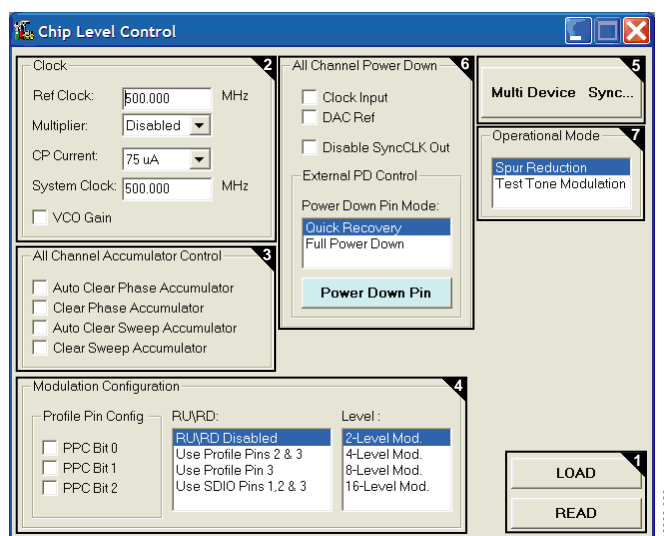 Chip Level Control
Clock
2
Ref Clock: 500.000 MHz
Multiplier: Disabled
CP Current: 75 uA
System Clock: 500.000 MHz
VCO Gain
All Channel Accumulator Control
3
Auto Clear Phase Accumulator
Clear Phase Accumulator
Auto Clear Sweep Accumulator
Clear Sweep Accumulator
All Channel Power Down
6
Clock Input
DAC Ref
Disable SyncCLK Out
External PD Control
Power Down Pin Mode:
Quick Recovery
Full Power Down
Power Down Pin
5
Multi Device Sync...
Operational Mode
7
Spur Reduction
Test Tone Modulation
Modulation Configuration
4
Profile Pin Config
PPC Bit 0
PPC Bit 1
PPC Bit 2
RU\RD:
RU\RD Disabled
Use Profile Pins 2 & 3
Use Profile Pin 3
Use SDIO Pins 1,2 & 3
Level :
2-Level Mod.
4-Level Mod.
8-Level Mod.
16-Level Mod.
1
LOAD
READ